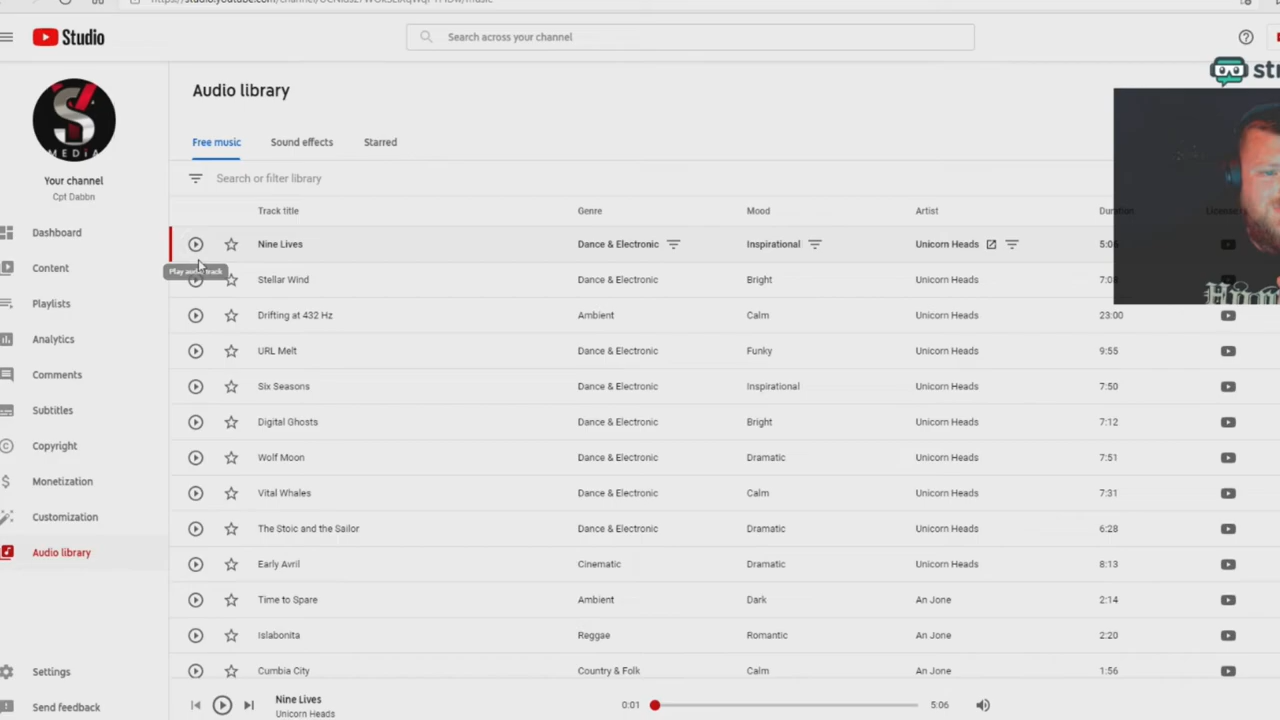 Studio
Search across your channel
str
S
MEDIA
Your channel
Cpt Dabbn
Dashboard
Content
Playlists
Analytics
Comments
Subtitles
Copyright
Monetization
Customization
Audio library
Settings
Send feedback
Audio library
Free music Sound effects Starred
Search or filter library
Track title Genre Mood Artist Duration
Nine Lives Dance & Electronic Inspirational Unicorn Heads 5:06
Play audio track
Stellar Wind Dance & Electronic Bright Unicorn Heads
Drifting at 432 Hz Ambient Calm Unicorn Heads 23:00
URL Melt Dance & Electronic Funky Unicorn Heads 9:55
Six Seasons Dance & Electronic Inspirational Unicorn Heads 7:50
Digital Ghosts Dance & Electronic Bright Unicorn Heads 7:12
Wolf Moon Dance & Electronic Dramatic Unicorn Heads 7:51
Vital Whales Dance & Electronic Calm Unicorn Heads 7:31
The Stoic and the Sailor Dance & Electronic Dramatic Unicorn Heads 6:28
Early Avril Cinematic Dramatic Unicorn Heads 8:13
Time to Spare Ambient Dark An Jone 2:14
Islabonita Reggae Romantic An Jone 2:20
Cumbia City Country & Folk Calm An Jone 1:56
Nine Lives
Unicorn Heads
0:01 5:06